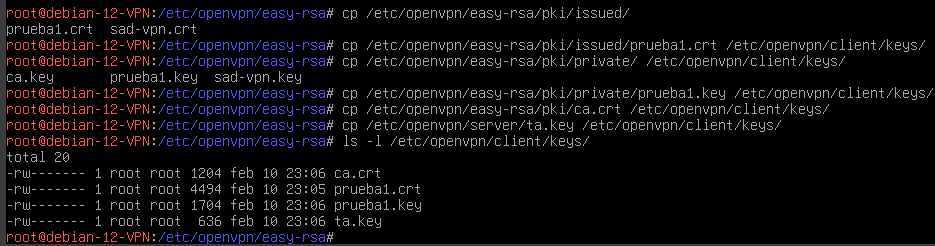 root@debian-12-VPN:/etc/openvpn/easy-rsa# cp /etc/openvpn/easy-rsa/pki/issued/
prueba1.crt  sad-vpn.crt
root@debian-12-VPN:/etc/openvpn/easy-rsa# cp /etc/openvpn/easy-rsa/pki/issued/prueba1.crt /etc/openvpn/client/keys/
root@debian-12-VPN:/etc/openvpn/easy-rsa# cp /etc/openvpn/easy-rsa/pki/private/ /etc/openvpn/client/keys/
ca.key       prueba1.key  sad-vpn.key
root@debian-12-VPN:/etc/openvpn/easy-rsa# cp /etc/openvpn/easy-rsa/pki/private/prueba1.key /etc/openvpn/client/keys/
root@debian-12-VPN:/etc/openvpn/easy-rsa# cp /etc/openvpn/easy-rsa/pki/ca.crt /etc/openvpn/client/keys/
root@debian-12-VPN:/etc/openvpn/easy-rsa# cp /etc/openvpn/server/ta.key /etc/openvpn/client/keys/
root@debian-12-VPN:/etc/openvpn/easy-rsa# ls -l /etc/openvpn/client/keys/
total 20
-rw------- 1 root root 1204 feb 10 23:06 ca.crt
-rw------- 1 root root 4494 feb 10 23:05 prueba1.crt
-rw------- 1 root root 1704 feb 10 23:06 prueba1.key
-rw------- 1 root root  636 feb 10 23:06 ta.key
root@debian-12-VPN:/etc/openvpn/easy-rsa#